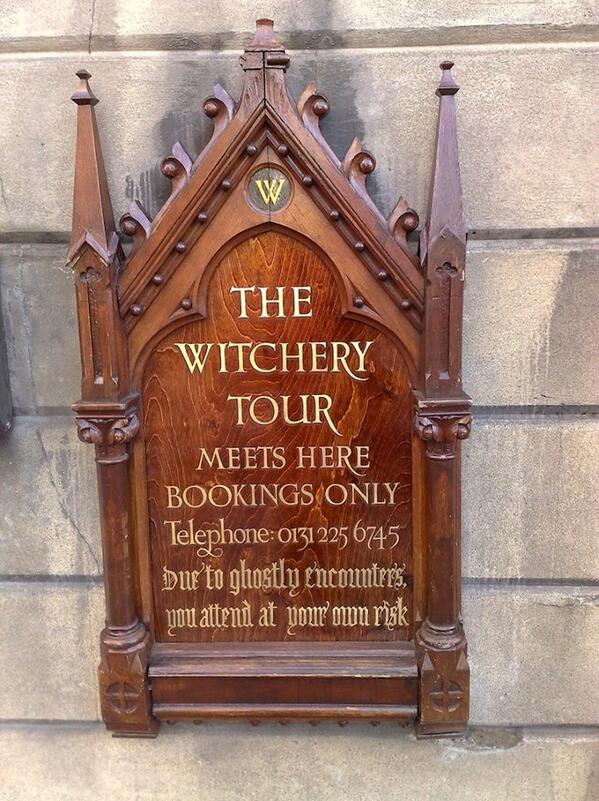 W
THE
WITCHERY
TOUR
MEETS HERE
BOOKINGS ONLY
Telephone: 0131 225 6745
Due to ghostly encounters,
you attend at your own risk